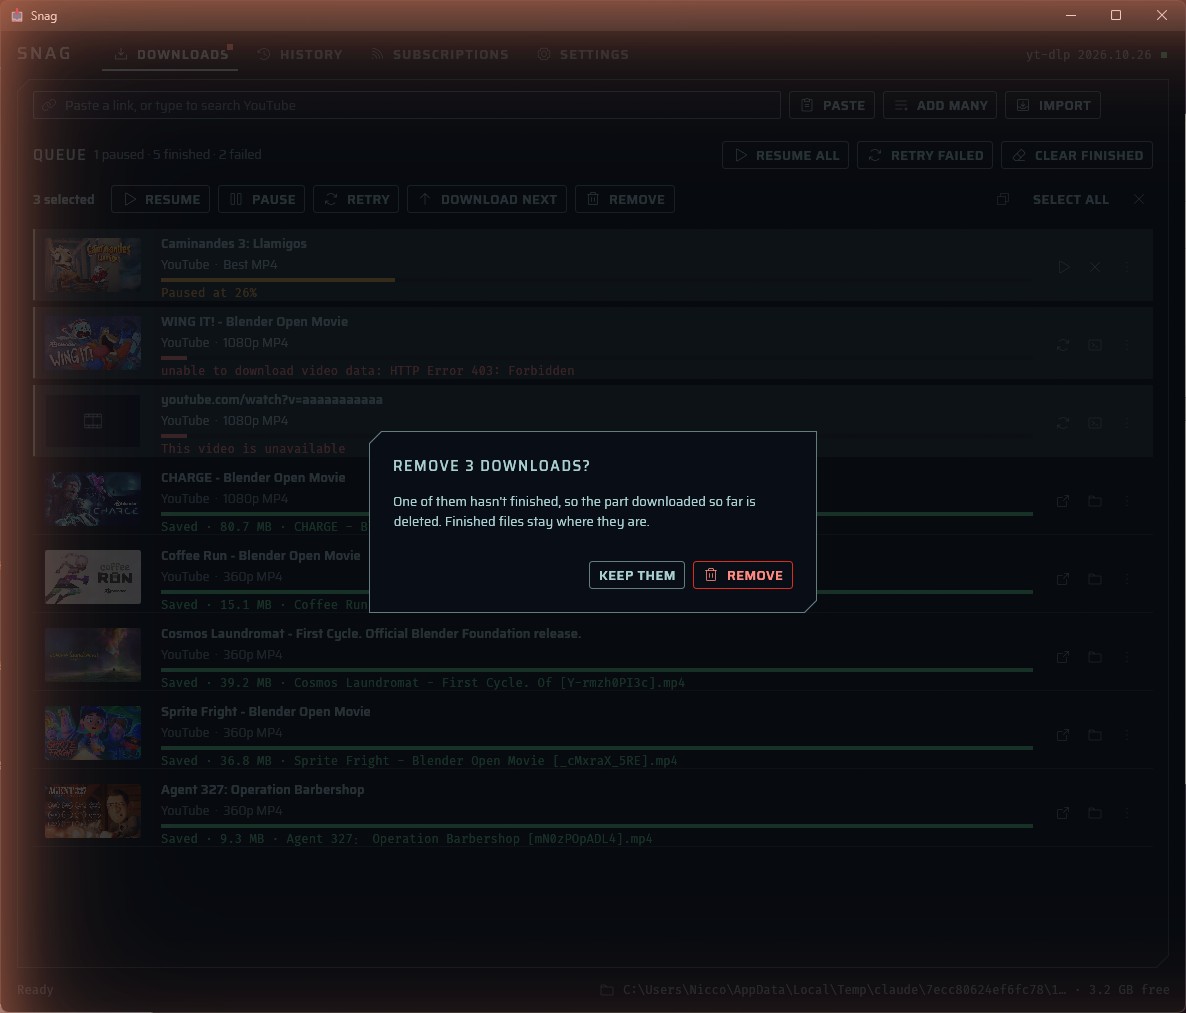 Snag
SNAG DOWNLOADS HISTORY SUBSCRIPTIONS SETTINGS yt-dlp 2026.10.26
Paste a link, or type to search YouTube PASTE ADD MANY IMPORT
QUEUE 1 paused · 5 finished · 2 failed RESUME ALL RETRY FAILED CLEAR FINISHED
3 selected RESUME PAUSE RETRY DOWNLOAD NEXT REMOVE SELECT ALL
Caminandes 3: Llamigos
YouTube · Best MP4
Paused at 26%
WING IT! - Blender Open Movie
YouTube · 1080p MP4
WING IT!
unable to download video data: HTTP Error 403: Forbidden
youtube.com/watch?v=aaaaaaaaaaa
YouTube · 1080p MP4
This video is unavailable
REMOVE 3 DOWNLOADS?
One of them hasn't finished, so the part downloaded so far is
deleted. Finished files stay where they are.
KEEP THEM REMOVE
CHARGE - Blender Open Movie
YouTube · 1080p MP4
CHARGE
Saved · 80.7 MB · CHARGE - B
Coffee Run - Blender Open Movie
coffee
RUN
YouTube · 360p MP4
Saved · 15.1 MB · Coffee Run
Cosmos Laundromat - First Cycle. Official Blender Foundation release.
YouTube · 360p MP4
Saved · 39.2 MB · Cosmos Laundromat - First Cycle. Of [Y-rmzh0PI3c].mp4
Sprite Fright - Blender Open Movie
YouTube · 360p MP4
Saved · 36.8 MB · Sprite Fright - Blender Open Movie [_cMxraX_5RE].mp4
Agent 327: Operation Barbershop
AGENT 327
YouTube · 360p MP4
Saved · 9.3 MB · Agent 327： Operation Barbershop [mN0zPOpADL4].mp4
Ready C:\Users\Nicco\AppData\Local\Temp\claude\7ecc80624ef6fc78\1… · 3.2 GB free